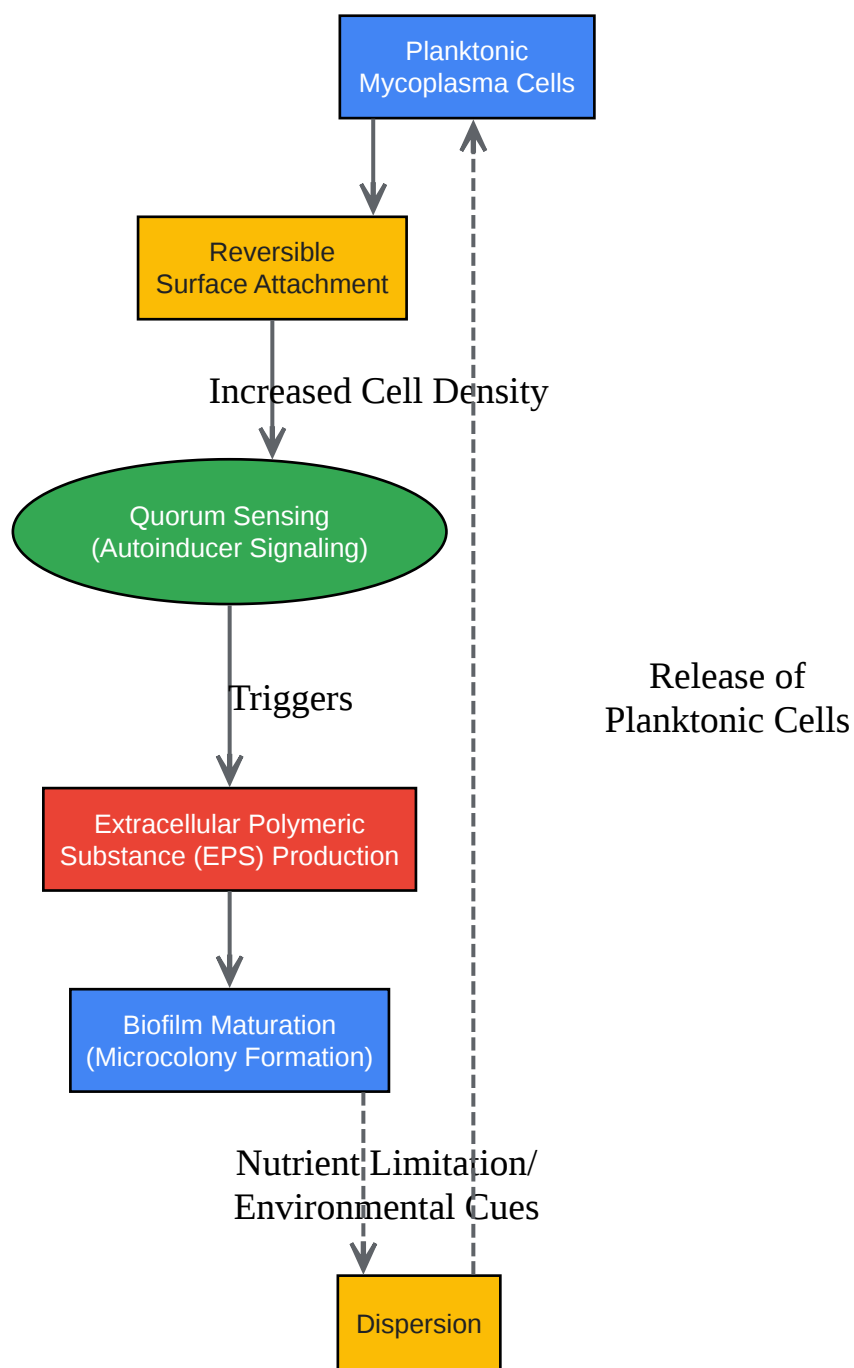 Planktonic
Mycoplasma Cells
Reversible
Surface Attachment
Increased Cell Density
Quorum Sensing
(Autoinducer Signaling)
Triggers
Release of
Planktonic Cells
Extracellular Polymeric
Substance (EPS) Production
Biofilm Maturation
(Microcolony Formation)
Nutrient Limitation/
Environmental Cues
Dispersion